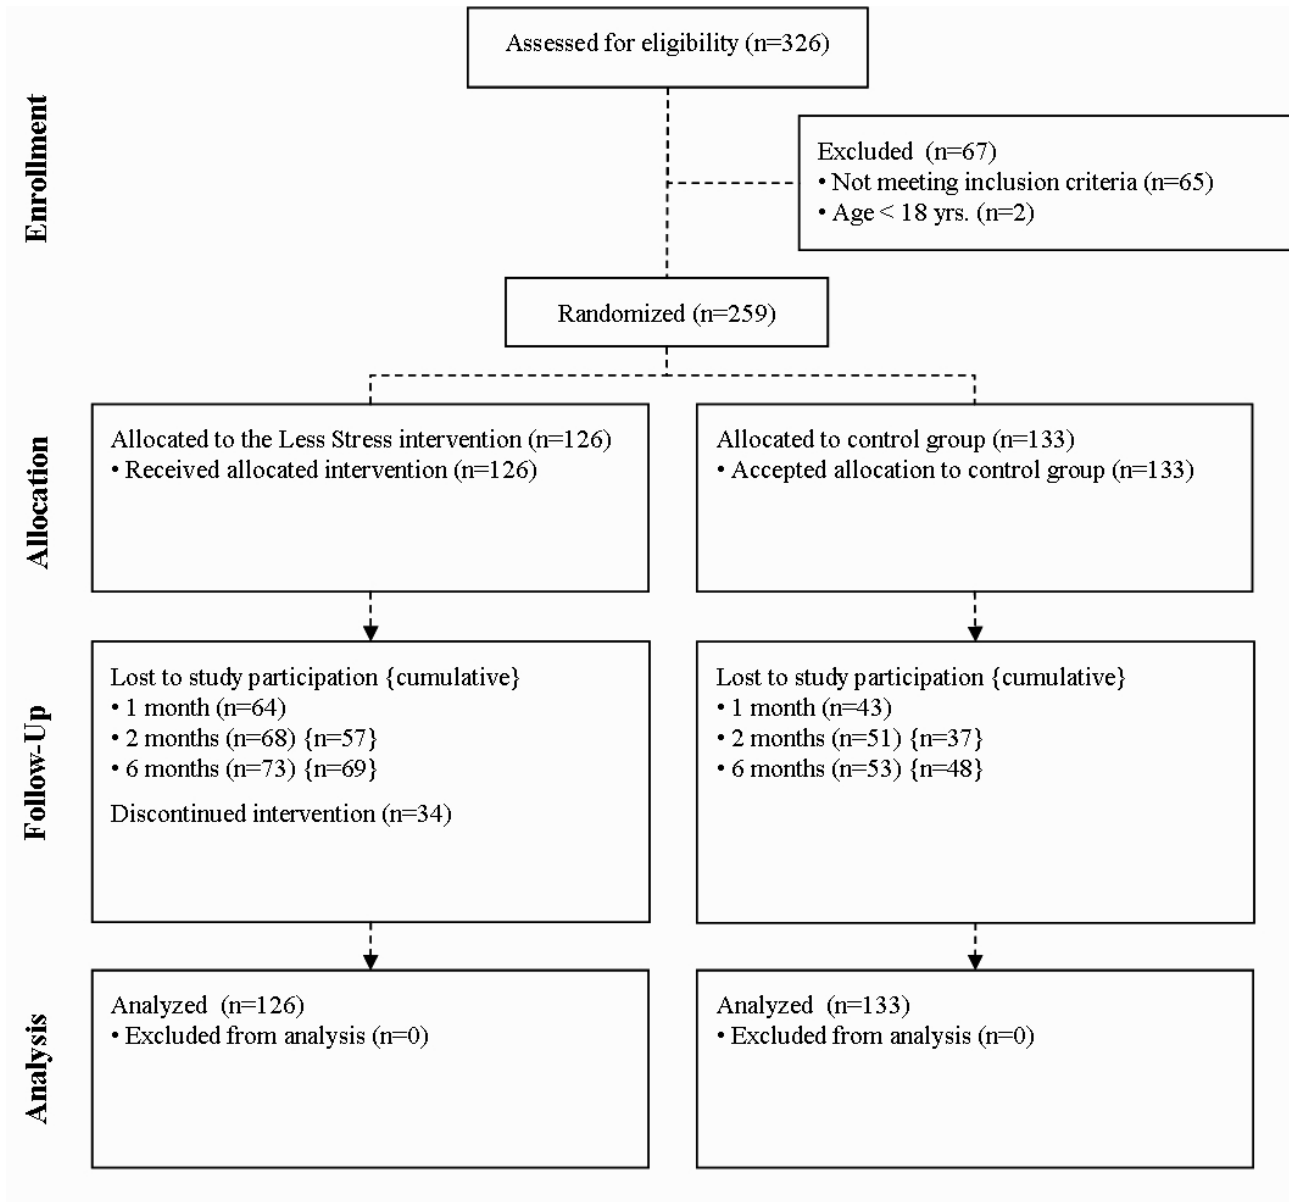 Assessed for eligibility (n=326)
Enrollment
Excluded (n=67)
• Not meeting inclusion criteria (n=65)
• Age < 18 yrs. (n=2)
Randomized (n=259)
Allocation
Allocated to the Less Stress intervention (n=126)
• Received allocated intervention (n=126)
Allocated to control group (n=133)
• Accepted allocation to control group (n=133)
Follow-Up
Lost to study participation {cumulative}
• 1 month (n=64)
• 2 months (n=68) {n=57}
• 6 months (n=73) {n=69}
Discontinued intervention (n=34)
Lost to study participation {cumulative}
• 1 month (n=43)
• 2 months (n=51) {n=37}
• 6 months (n=53) {n=48}
Analysis
Analyzed (n=126)
• Excluded from analysis (n=0)
Analyzed (n=133)
• Excluded from analysis (n=0)